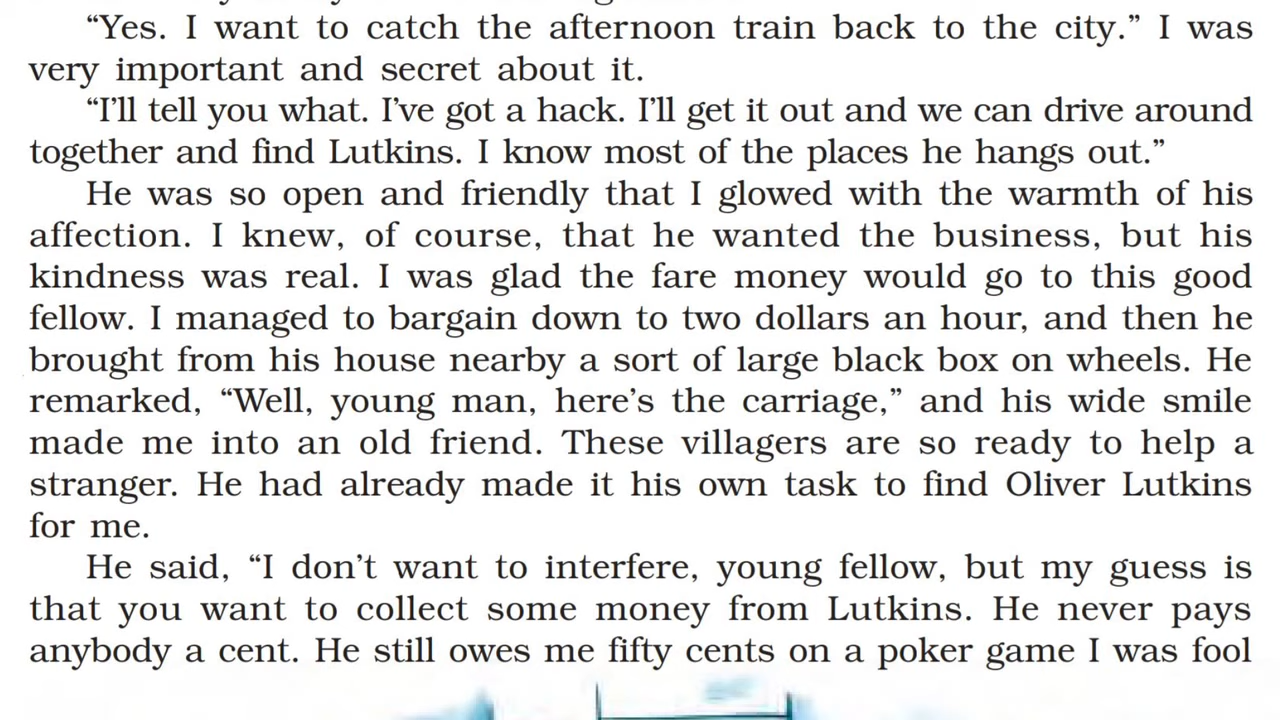 “Yes. I want to catch the afternoon train back to the city.” I was
very important and secret about it.
“I’ll tell you what. I’ve got a hack. I’ll get it out and we can drive around
together and find Lutkins. I know most of the places he hangs out.”
He was so open and friendly that I glowed with the warmth of his
affection. I knew, of course, that he wanted the business, but his
kindness was real. I was glad the fare money would go to this good
fellow. I managed to bargain down to two dollars an hour, and then he
brought from his house nearby a sort of large black box on wheels. He
remarked, “Well, young man, here’s the carriage,” and his wide smile
made me into an old friend. These villagers are so ready to help a
stranger. He had already made it his own task to find Oliver Lutkins
for me.
He said, “I don’t want to interfere, young fellow, but my guess is
that you want to collect some money from Lutkins. He never pays
anybody a cent. He still owes me fifty cents on a poker game I was fool